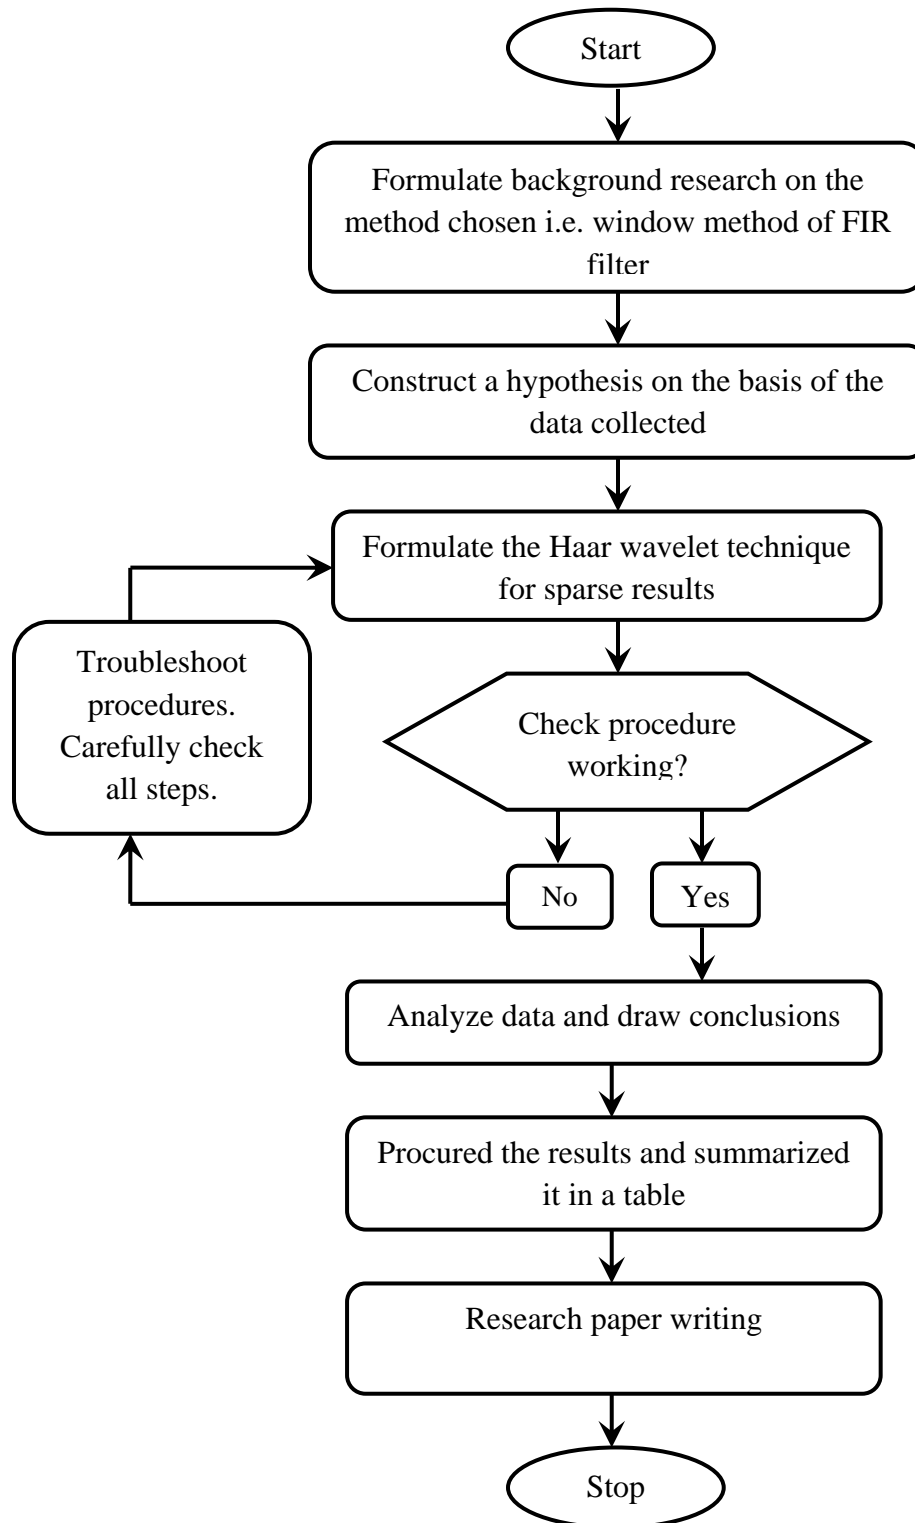 Start
Formulate background research on the
method chosen i.e. window method of FIR
filter
Construct a hypothesis on the basis of the
data collected
Formulate the Haar wavelet technique
for sparse results
Troubleshoot
procedures.
Carefully check
all steps.
Check procedure
working?
No
Yes
Analyze data and draw conclusions
Procured the results and summarized
it in a table
Research paper writing
Stop